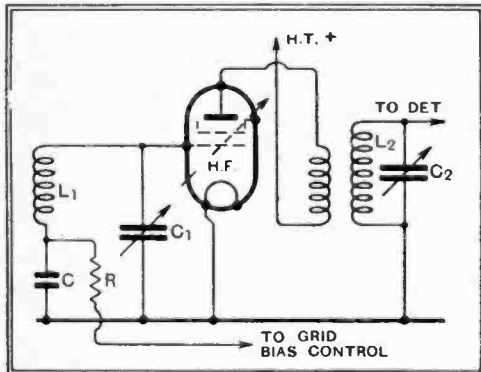 H.T. +
TO DET
H.F.
L2
C2
L1
C1
C
R
TO GRID
BIAS CONTROL